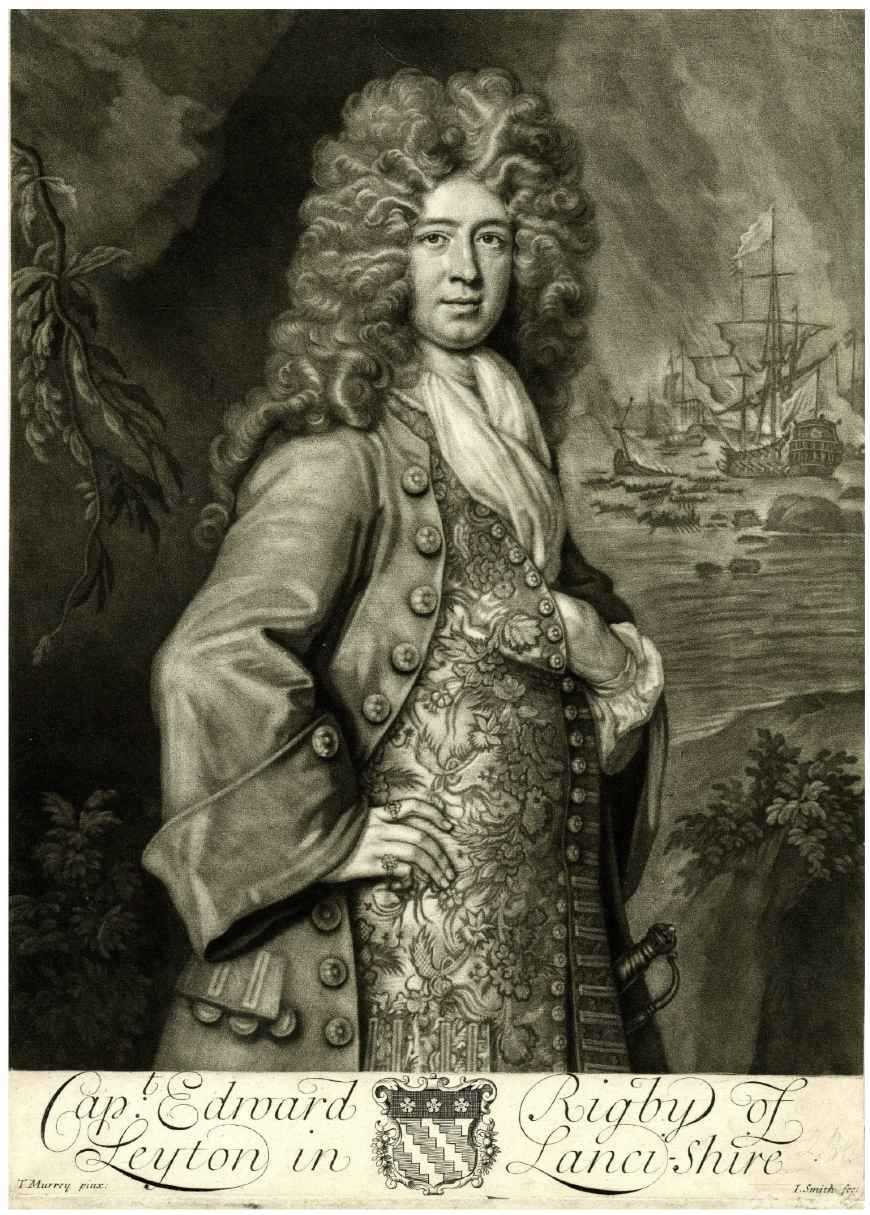 Capt. Edward Rigby of
Leyton in Lanci-shire
T. Murrey pinx:
I. Smith fec: